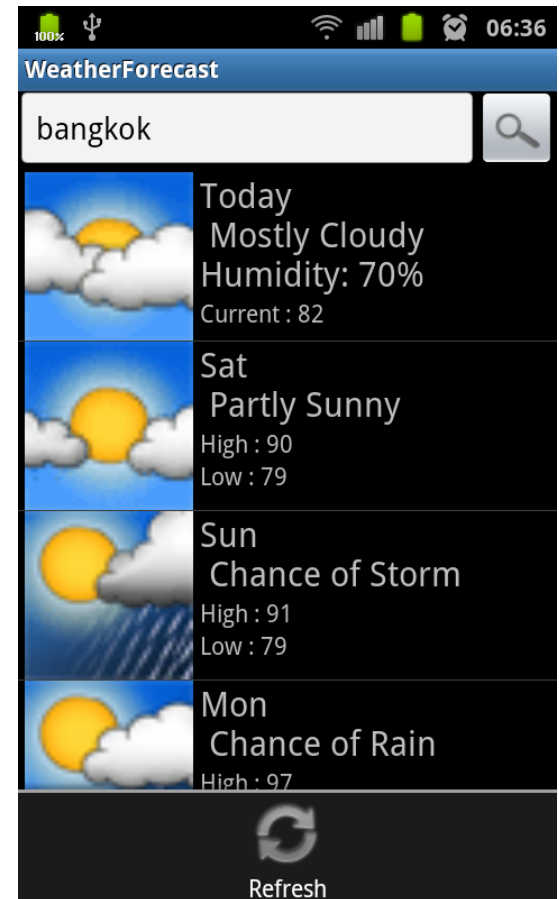 100%
06:36
WeatherForecast
bangkok
Today
Mostly Cloudy
Humidity: 70%
Current : 82
Sat
Partly Sunny
High : 90
Low : 79
Sun
Chance of Storm
High : 91
Low : 79
Mon
Chance of Rain
High : 97
Refresh